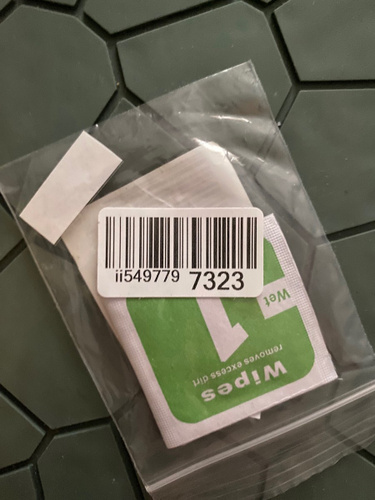 ii549779 7323
Wet
1
Wipes
removes excess dirt